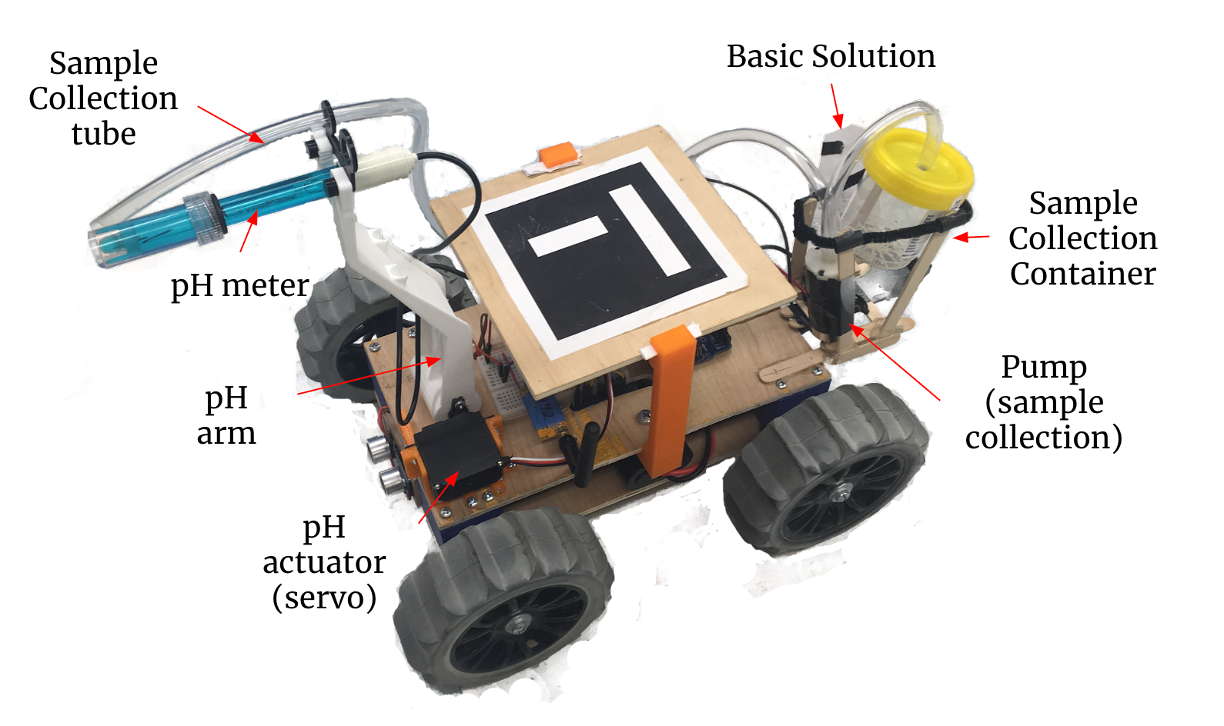 Sample
Collection
tube
Basic Solution
Sample
Collection
Container
pH meter
pH
arm
Pump
(sample
collection)
pH
actuator
(servo)